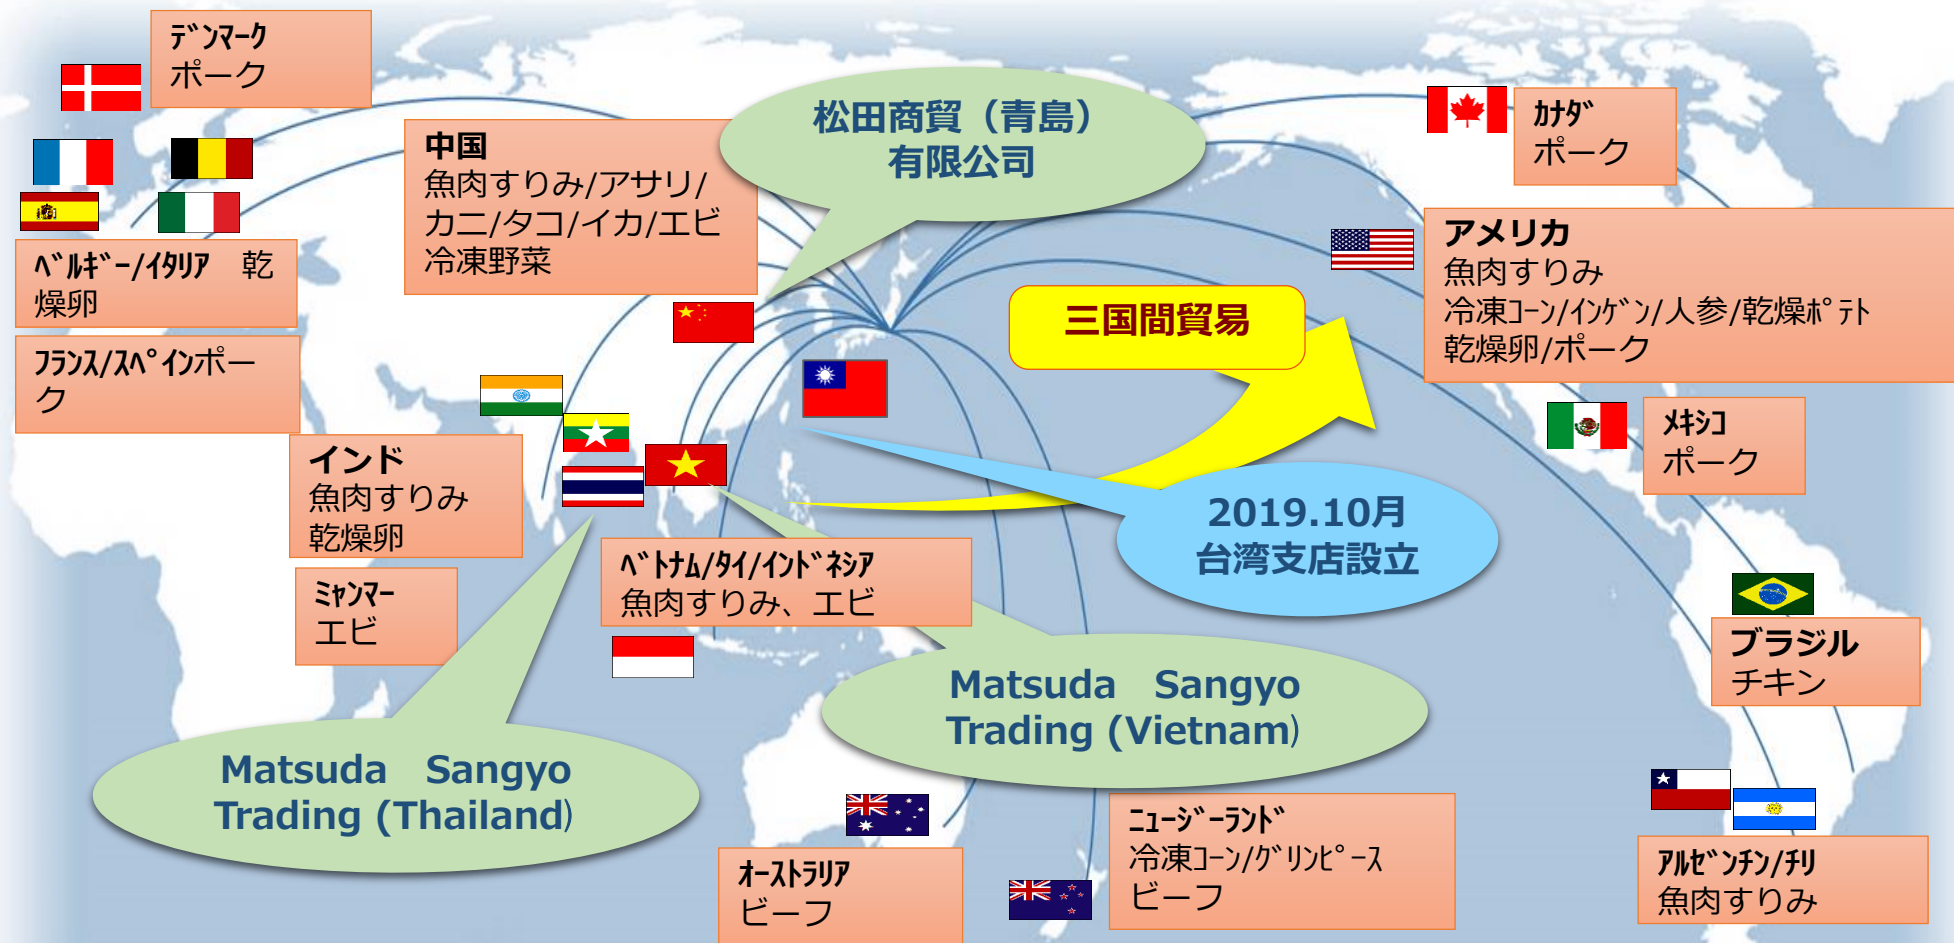 ﾃﾞﾝﾏｰｸ
ポーク
松田商貿（青島）
有限公司
ｶﾅﾀﾞ
ポーク
中国
魚肉すりみ/アサリ/
カニ/タコ/イカ/エビ
冷凍野菜
アメリカ
魚肉すりみ
冷凍ｺｰﾝ/ｲﾝｹﾞﾝ/人参/乾燥ﾎﾟﾃﾄ
乾燥卵/ポーク
ﾍﾞﾙｷﾞｰ/ｲﾀﾘｱ　乾
燥卵
ﾌﾗﾝｽ/ｽﾍﾟｲﾝポー
ク
三国間貿易
ﾒｷｼｺ
ポーク
インド
魚肉すりみ
乾燥卵
2019.10月
台湾支店設立
ﾐｬﾝﾏｰ
エビ
ﾍﾞﾄﾅﾑ/ﾀｲ/ｲﾝﾄﾞﾈｼｱ
魚肉すりみ、エビ
ブラジル
チキン
Matsuda　Sangyo
Trading (Vietnam)
Matsuda　Sangyo
Trading (Thailand)
ﾆｭｰｼﾞｰﾗﾝﾄﾞ
冷凍ｺｰﾝ/ｸﾞﾘﾝﾋﾟｰｽ
ビーフ
ｵｰｽﾄﾗﾘｱ
ビーフ
ｱﾙｾﾞﾝﾁﾝ/ﾁﾘ
魚肉すりみ